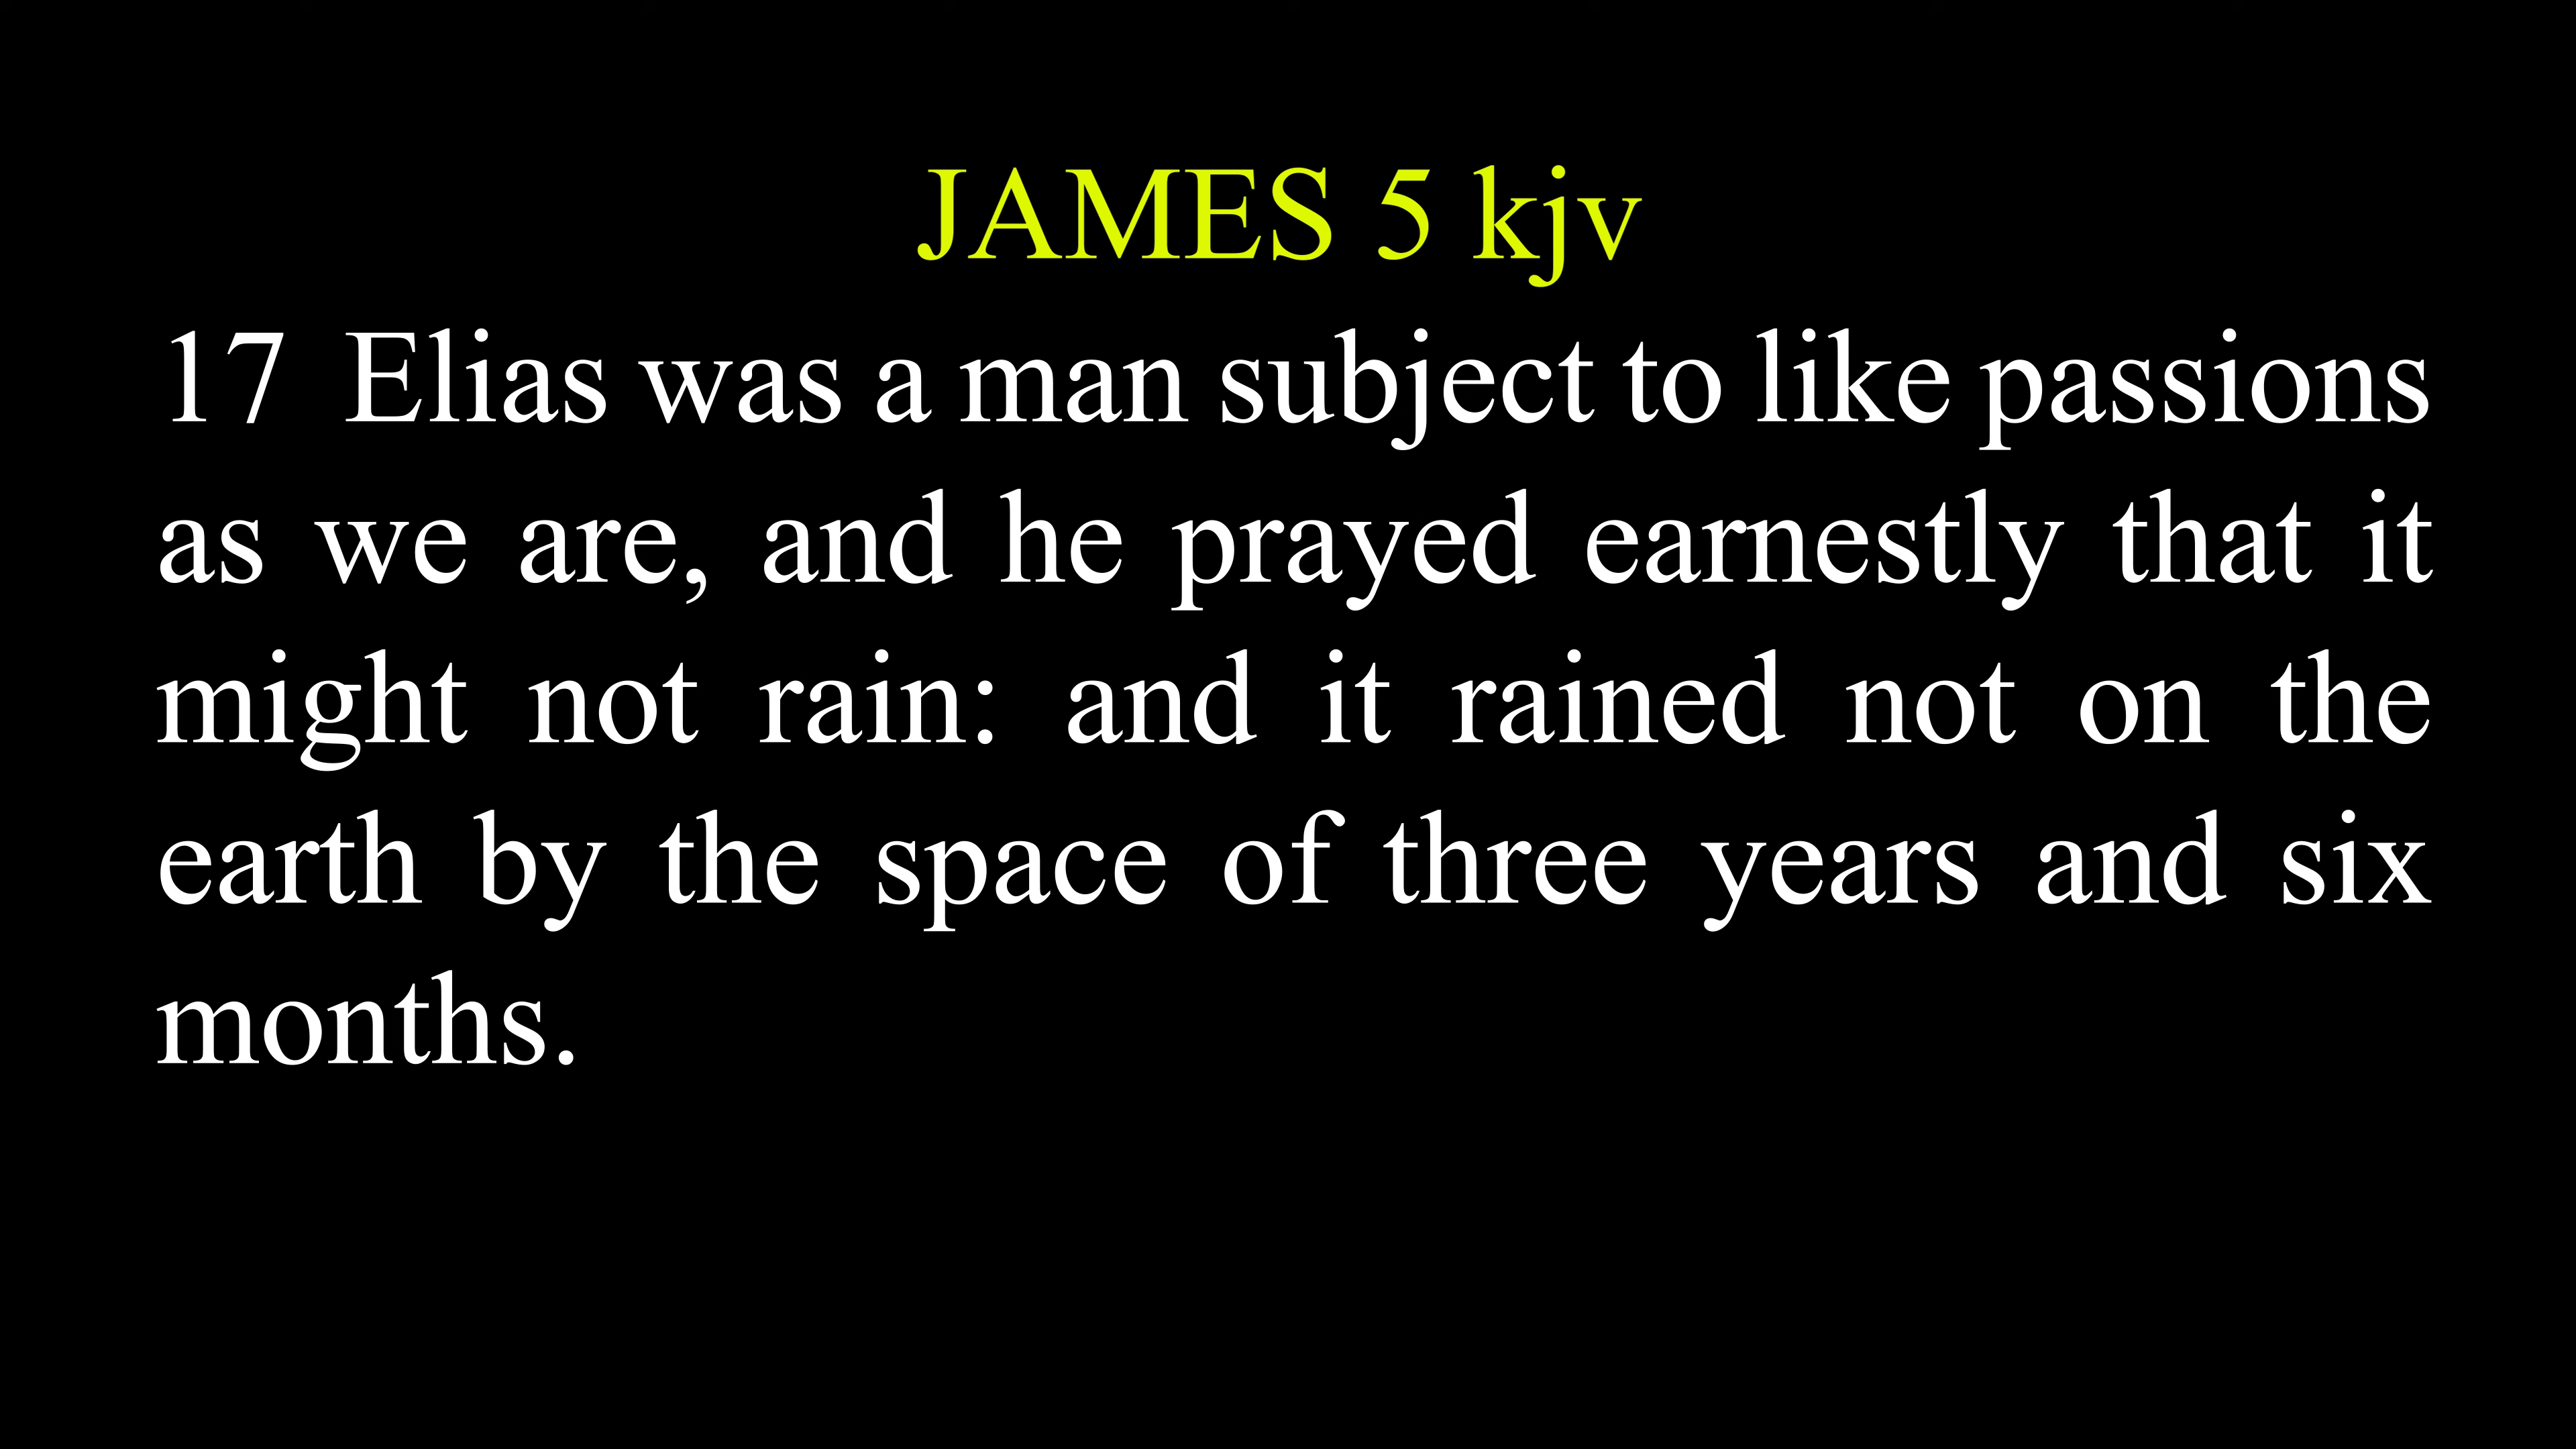 JAMES 5 kjv
17 Elias was a man subject to like passions
as we are, and he prayed earnestly that it
might not rain: and it rained not on the
earth by the space of three years and six
months.